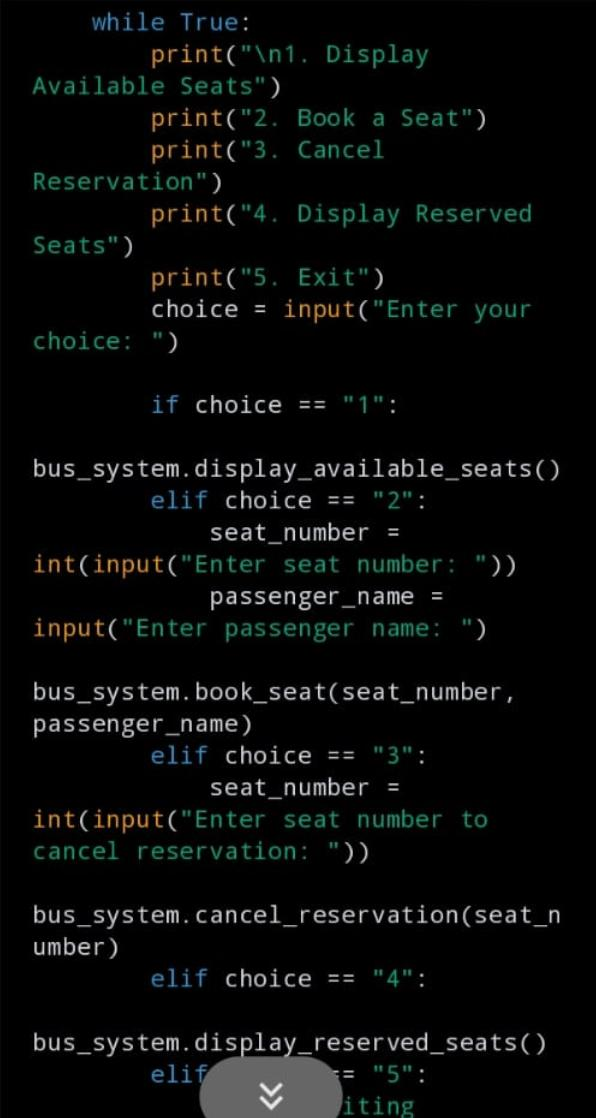 while True:
print("\n1. Display
Available Seats")
print("2. Book a Seat")
print("3. Cancel
Reservation")
print("4. Display Reserved
Seats")
print("5. Exit")
choice = input("Enter your
choice: ")
if choice == "1":
bus_system.display_available_seats()
elif choice == "2":
seat_number =
int(input("Enter seat number: "))
passenger_name =
input("Enter passenger name: ")
bus_system.book_seat(seat_number,
passenger_name)
elif choice == "3":
seat_number =
int(input("Enter seat number to
cancel reservation: "))
bus_system.cancel_reservation(seat_n
umber)
elif choice == "4":
bus_system.display_reserved_seats()
elif == "5":
iting